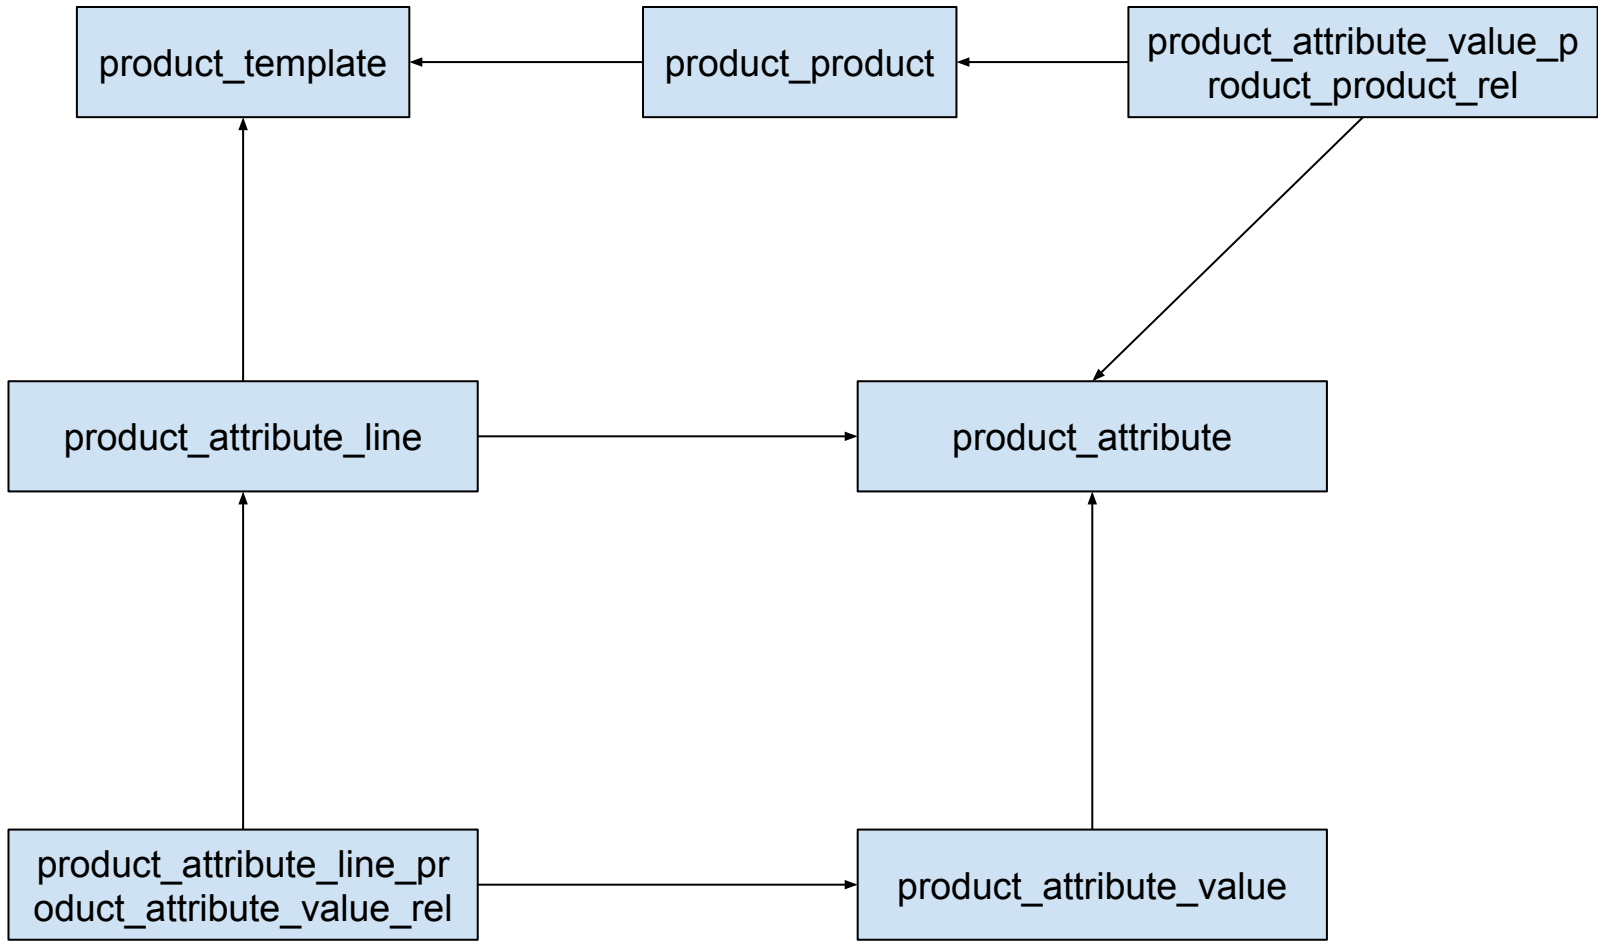 product_template
product_product
product_attribute_value_p
roduct_product_rel
product_attribute_line
product_attribute
product_attribute_line_pr
oduct_attribute_value_rel
product_attribute_value